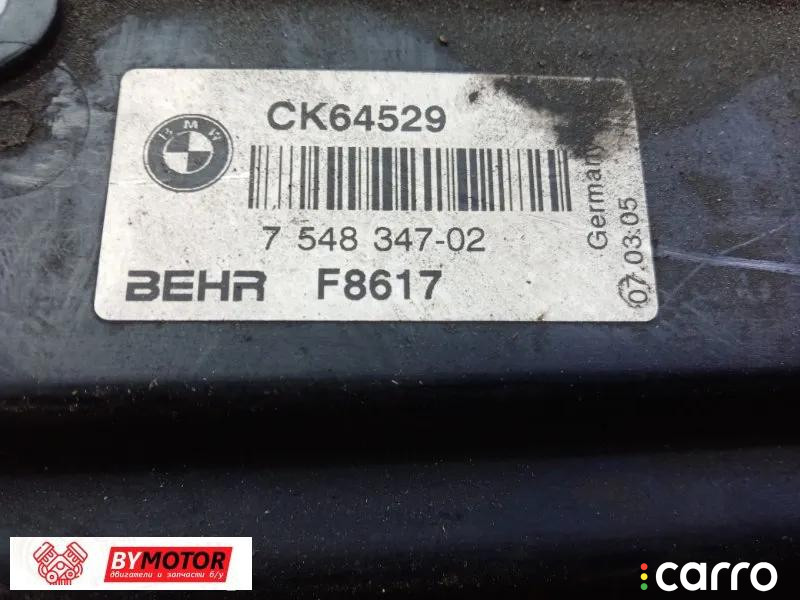 BMW
CK64529
7 548 347-02
BEHR F8617
Germany
07.03.05
BYMOTOR
двигатели и запчасти б/у
carro